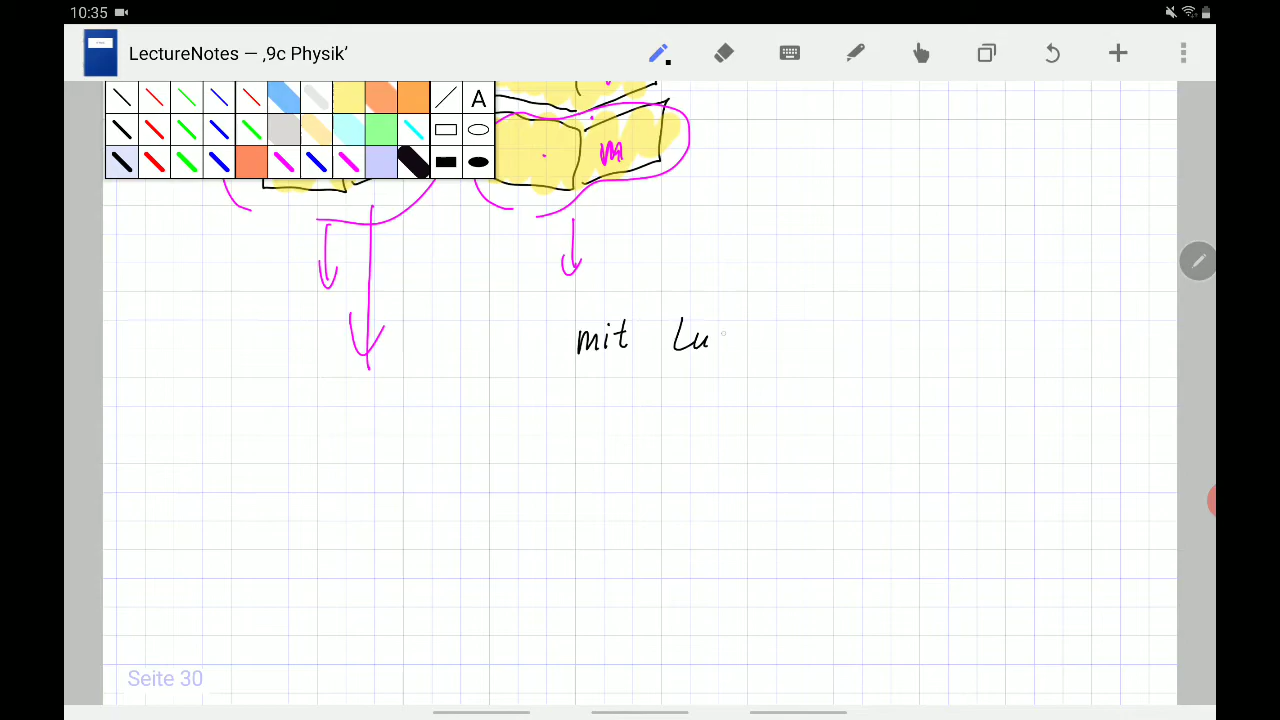 10:35
LectureNotes — ‚9c Physik’
A
m
mit Lu
Seite 30